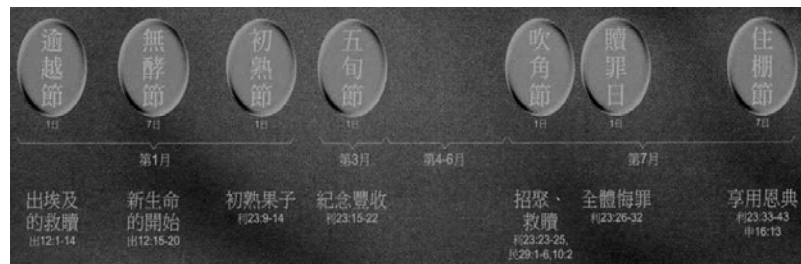 逾越節
無酵節
初熟節
五旬節
吹角節
贖罪日
住棚節
1日
7日
1日
1日
1日
1日
7日
第1月
第3月
第4-6月
第7月
出埃及
的救贖
出12:1-14
新生命
的開始
出12:15-20
初熟果子
利23:9-14
紀念豐收
利23:15-22
招聚、
救贖
利23:23-25,
民29:1-6,10:2
全體悔罪
利23:26-32
享用恩典
利23:33-43
申16:13